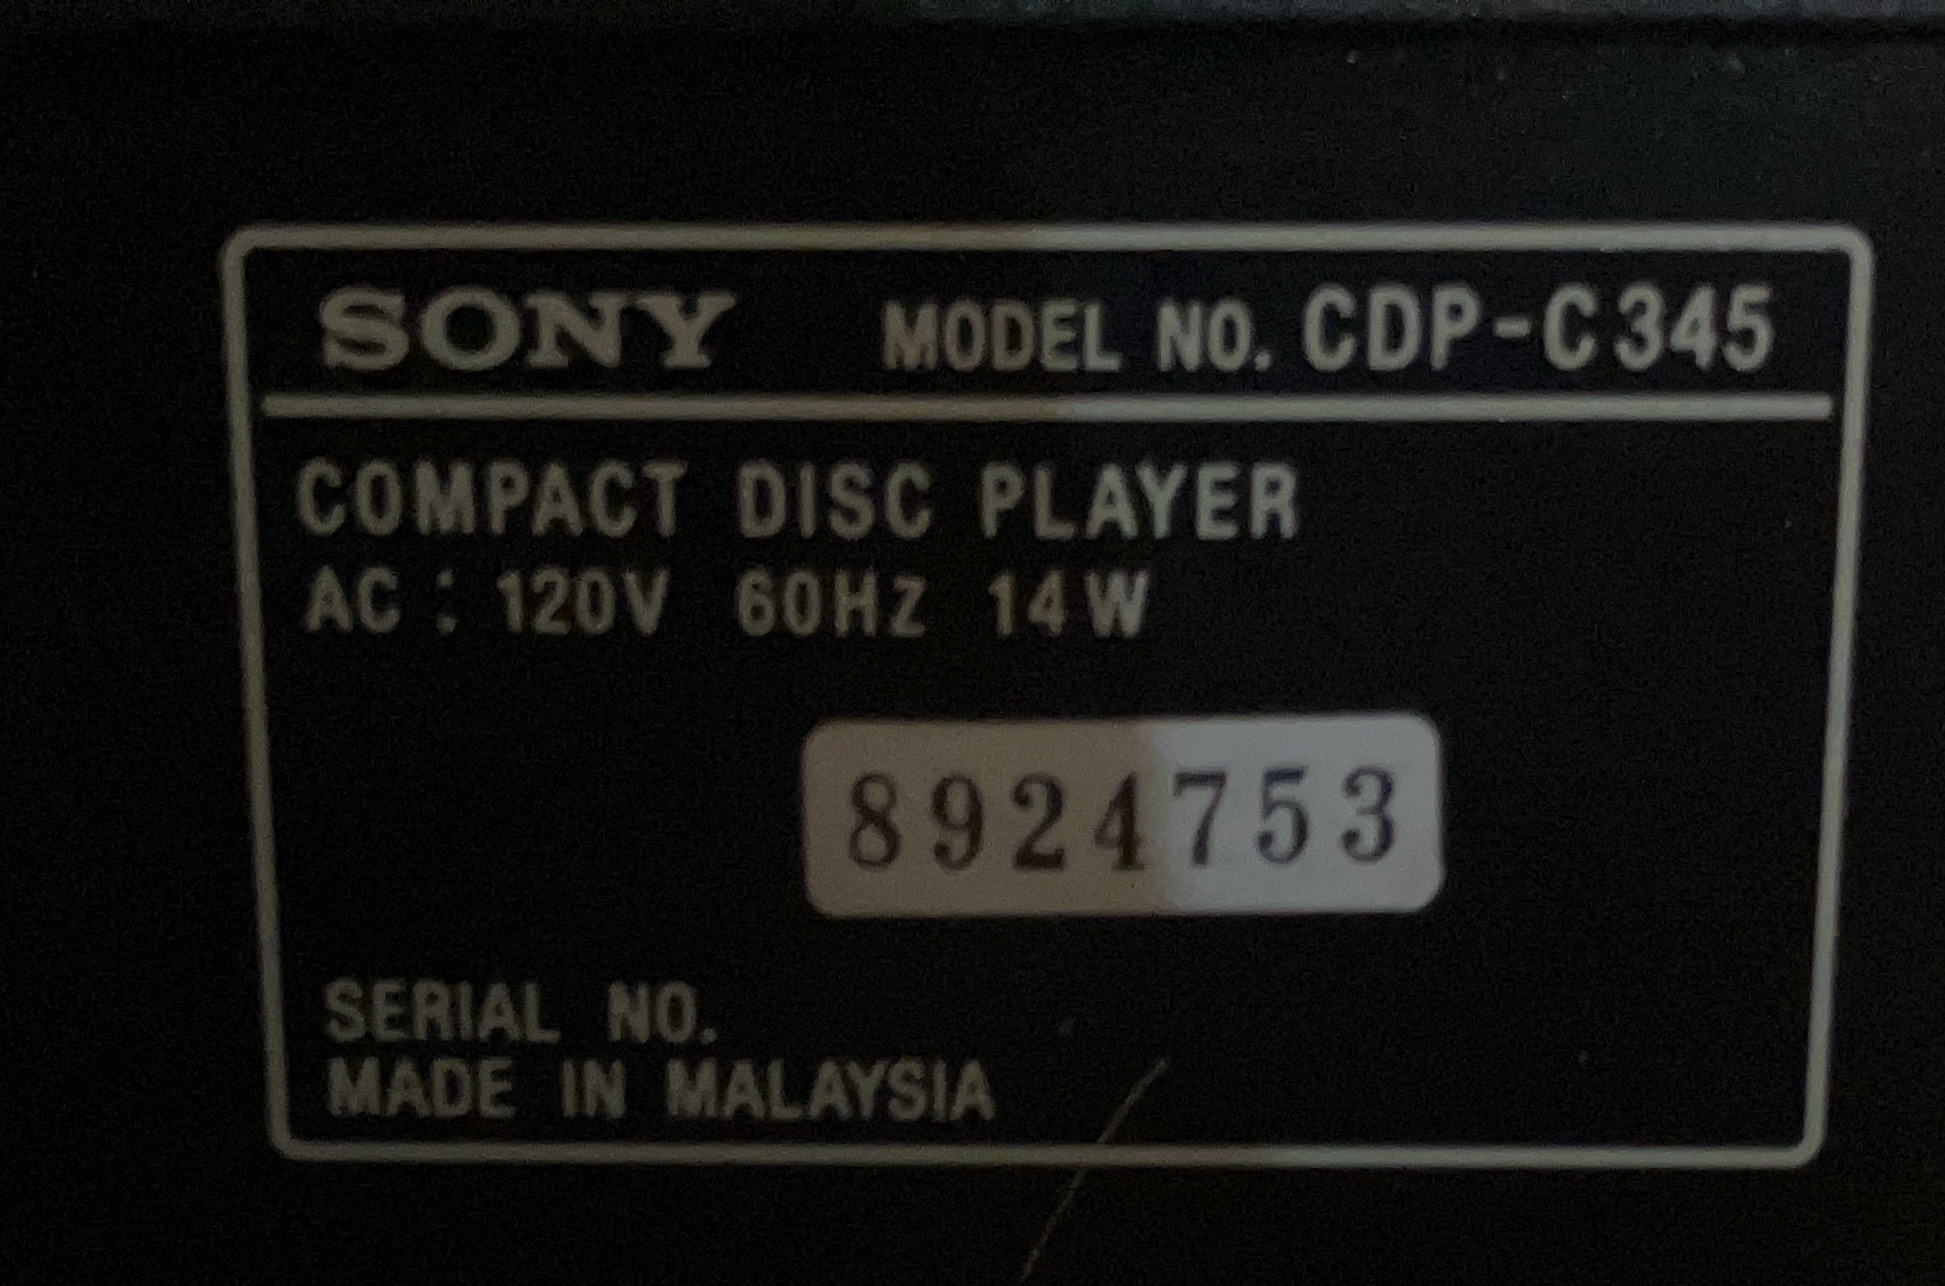 SONY MODEL NO. CDP-C345
COMPACT DISC PLAYER
AC : 120V 60HZ 14W
8924753
SERIAL NO.
MADE IN MALAYSIA